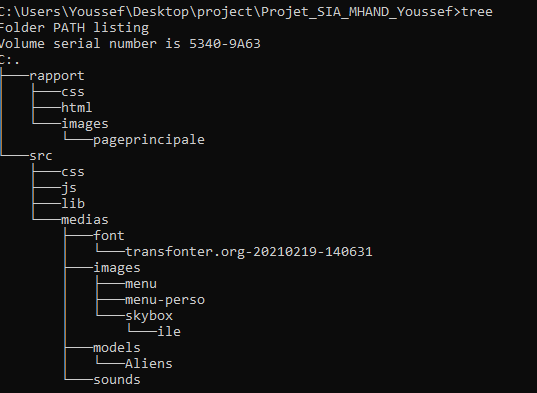 C:\Users\Youssef\Desktop\project\Projet_SIA_MHAND_Youssef>tree
Folder PATH listing
Volume serial number is 5340-9A63
C:.
├───rapport
│   ├───css
│   ├───html
│   └───images
│       └───pageprincipale
└───src
    ├───css
    ├───js
    ├───lib
    └───medias
        ├───font
        │   └───transfonter.org-20210219-140631
        ├───images
        │   ├───menu
        │   ├───menu-perso
        │   └───skybox
        │       └───ile
        ├───models
        │   └───Aliens
        └───sounds